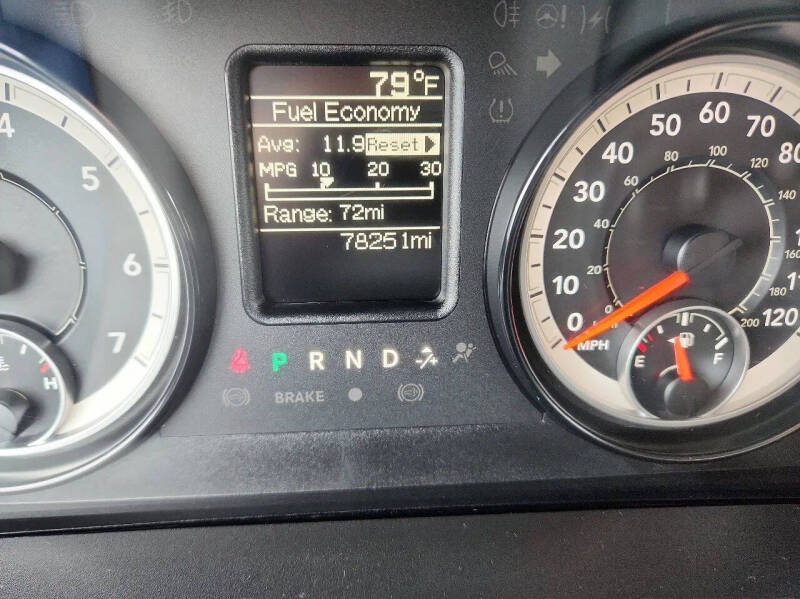 79°F
Fuel Economy
Avg: 11.9 Reset
MPG 10 20 30
Range: 72mi
78251mi
4
5
6
7
H
P R N D
BRAKE
0 10 20 30 40 50 60 70 80
120
MPH
0 20 40 60 80 100 120 140 160 180 200
E F